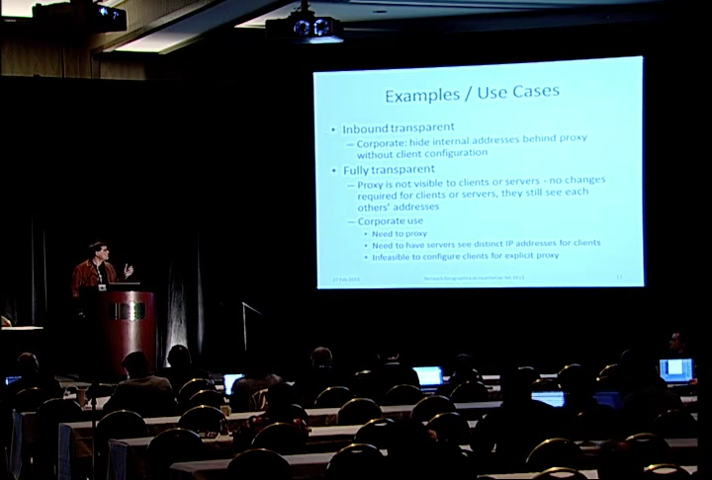 Examples / Use Cases
• Inbound transparent
– Corporate: hide internal addresses behind proxy
without client configuration
• Fully transparent
– Proxy is not visible to clients or servers - no changes
required for clients or servers, they still see each
others' addresses
– Corporate use
• Need to proxy
• Need to have servers see distinct IP addresses for clients
• Infeasible to configure clients for explicit proxy